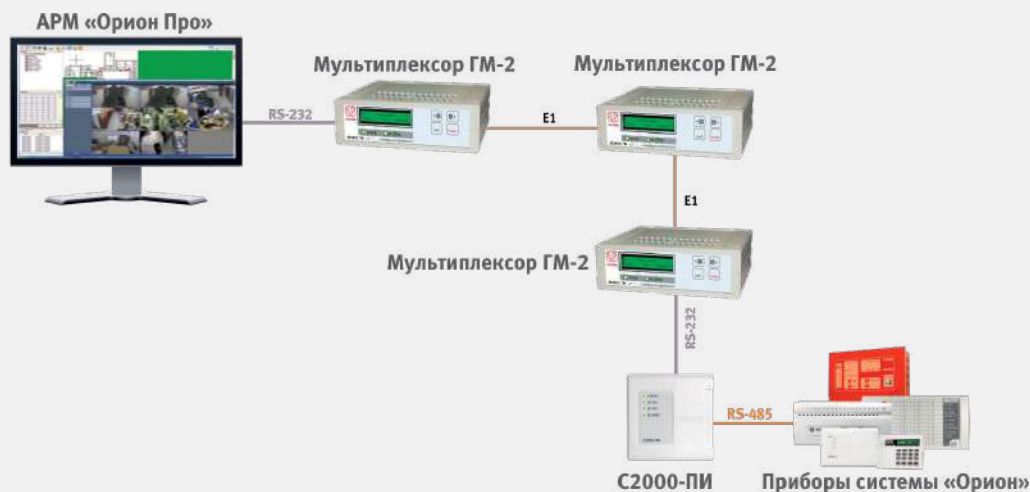 АРМ «Орион Про»
Мультиплексор ГМ-2
Мультиплексор ГМ-2
RS-232
E1
E1
Мультиплексор ГМ-2
RS-232
RS-485
С2000-ПИ
Приборы системы «Орион»